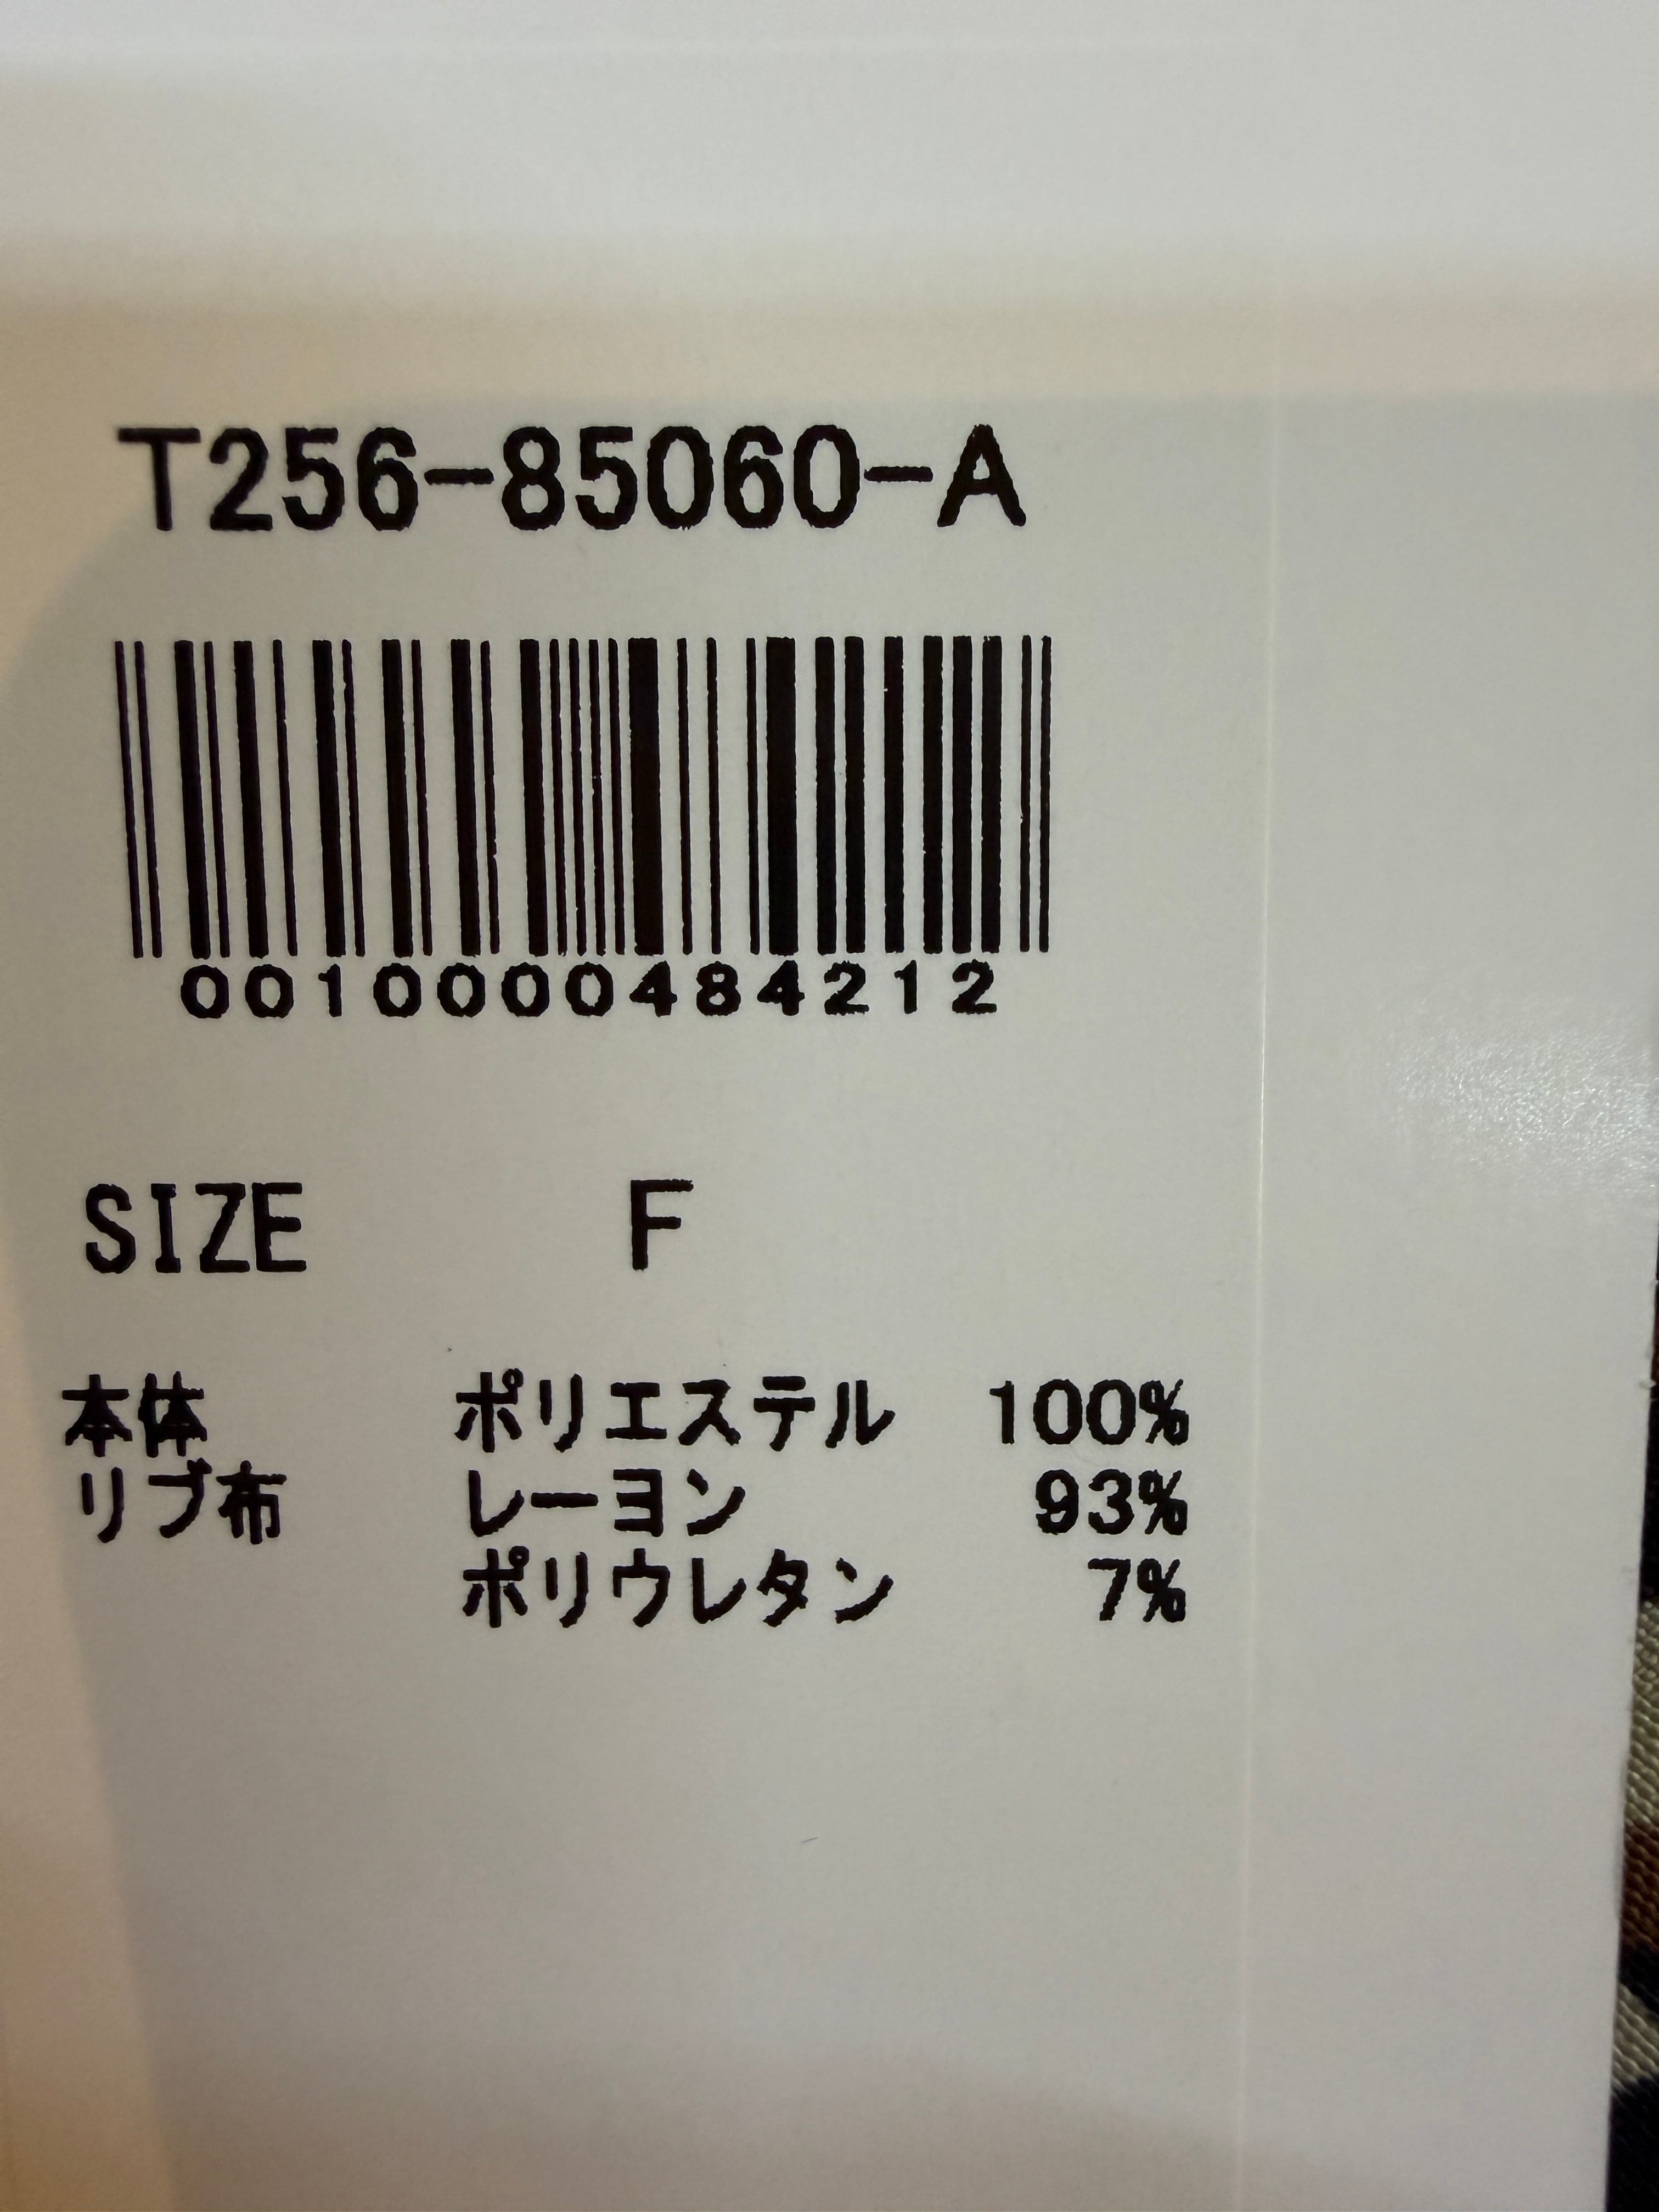 T256-85060-A
0010000484212
SIZE F
本体 ポリエステル 100%
リブ布 レーヨン 93%
ポリウレタン 7%